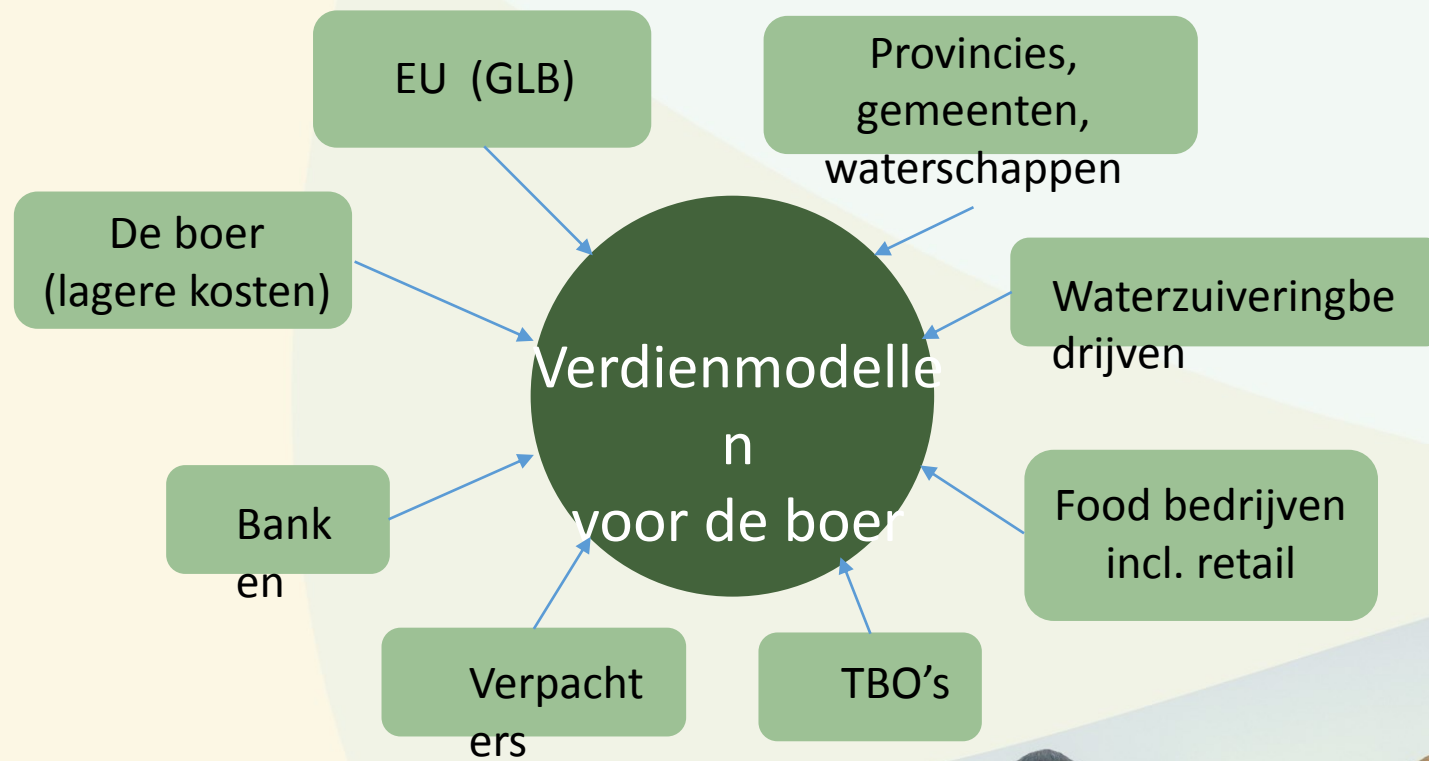 EU (GLB)
Provincies,
gemeenten,
waterschappen
De boer
(lagere kosten)
Waterzuiveringbe
drijven
Verdienmodelle
n
voor de boer
Bank
en
Food bedrijven
incl. retail
Verpacht
ers
TBO’s